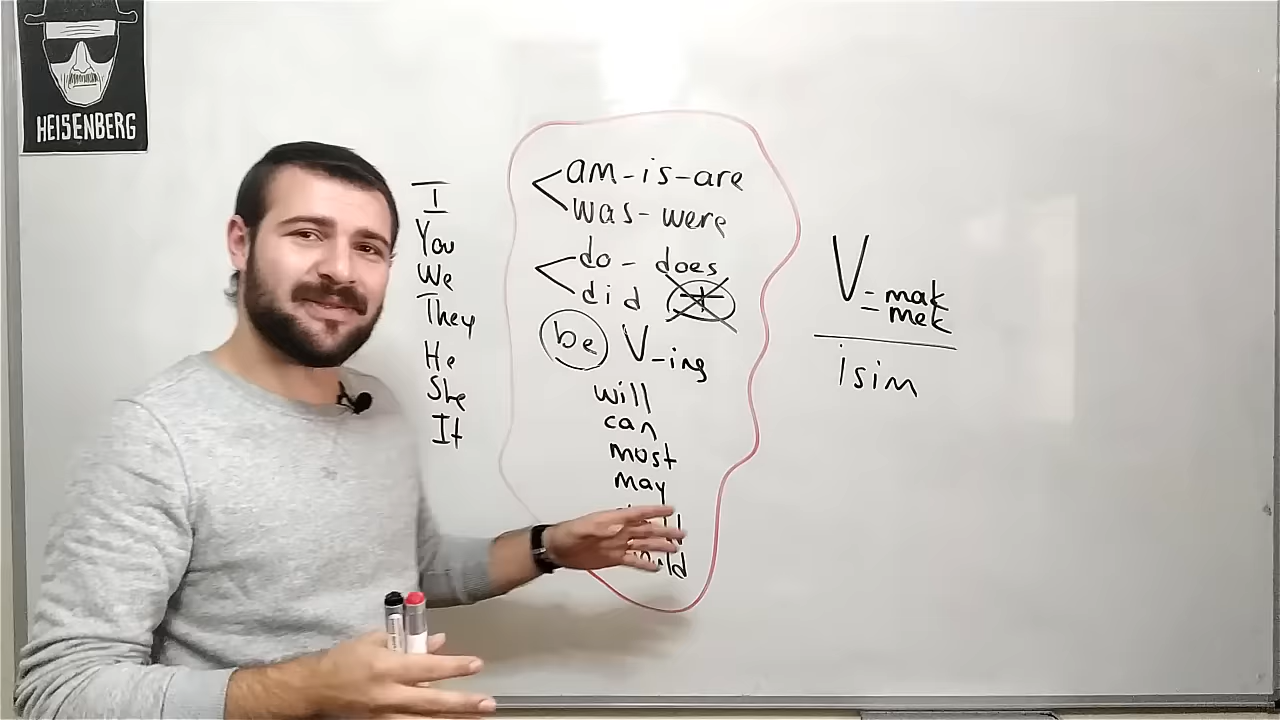 HEISENBERG
I
You
We
They
He
She
It
am-is-are
was-were
do-does
did +
be V-ing
will
can
most
may
V-mak
-mek
isim